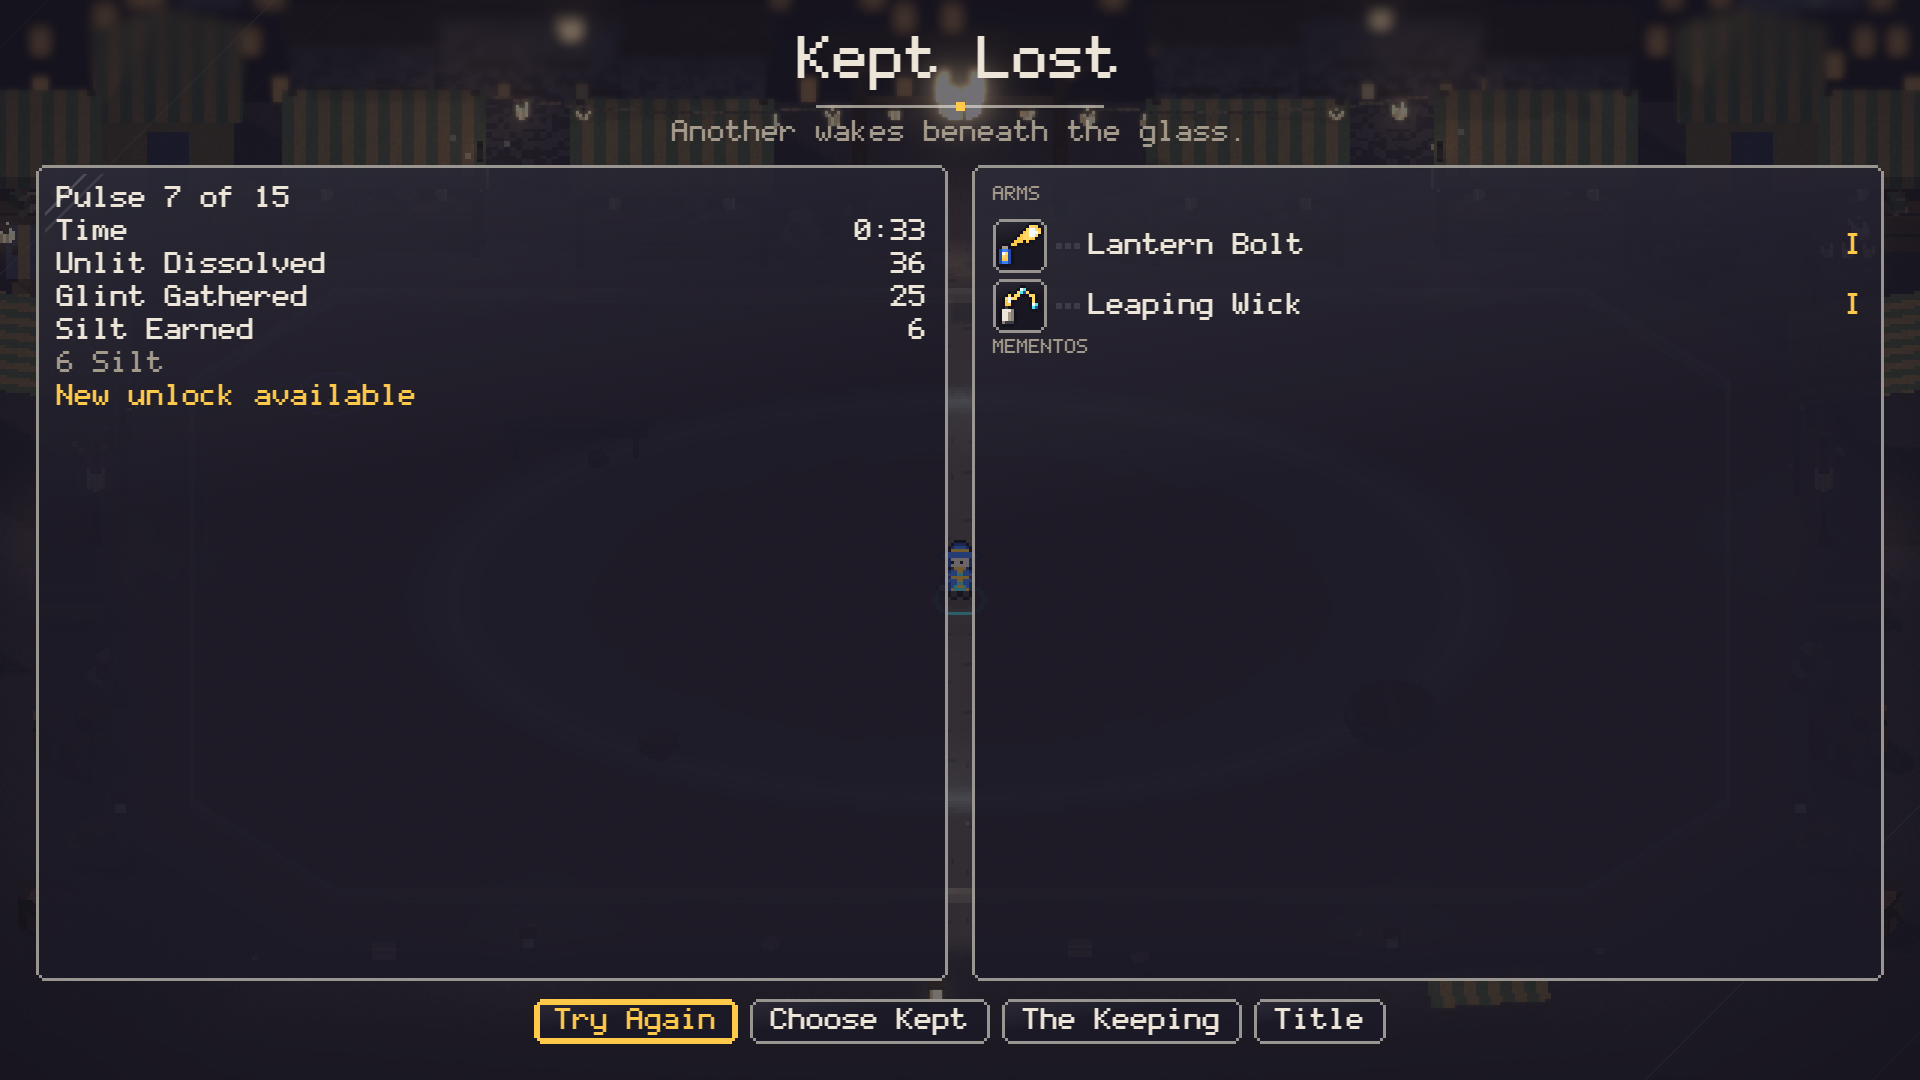 Kept Lost
Another wakes beneath the glass.
Pulse 7 of 15
Time 0:33
Unlit Dissolved 36
Glint Gathered 25
Silt Earned 6
6 Silt
New unlock available
ARMS
Lantern Bolt I
Leaping Wick I
MEMENTOS
Try Again
Choose Kept
The Keeping
Title